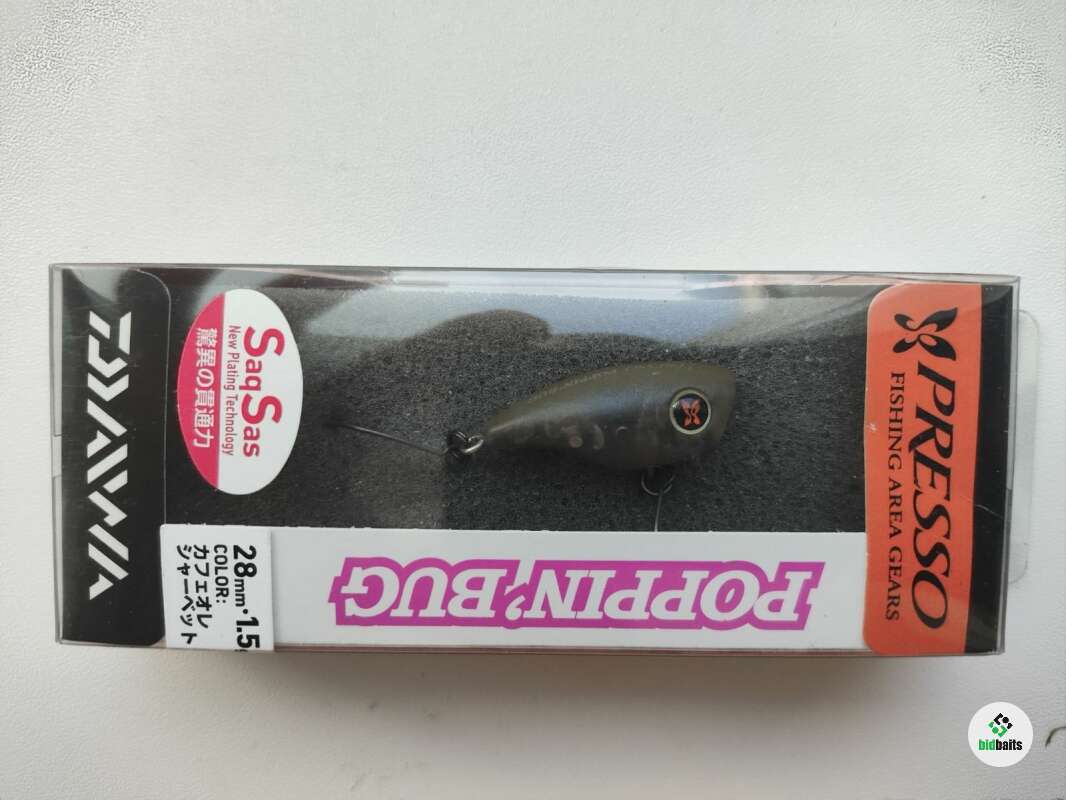 DAIWA
SaqSas
New Plating Technology
驚異の貫通力
28mm・1.5g
COLOR:
カフェオレ
シャーベット
POPPIN' BUG
PRESSO
FISHING AREA GEARS
bidbaits